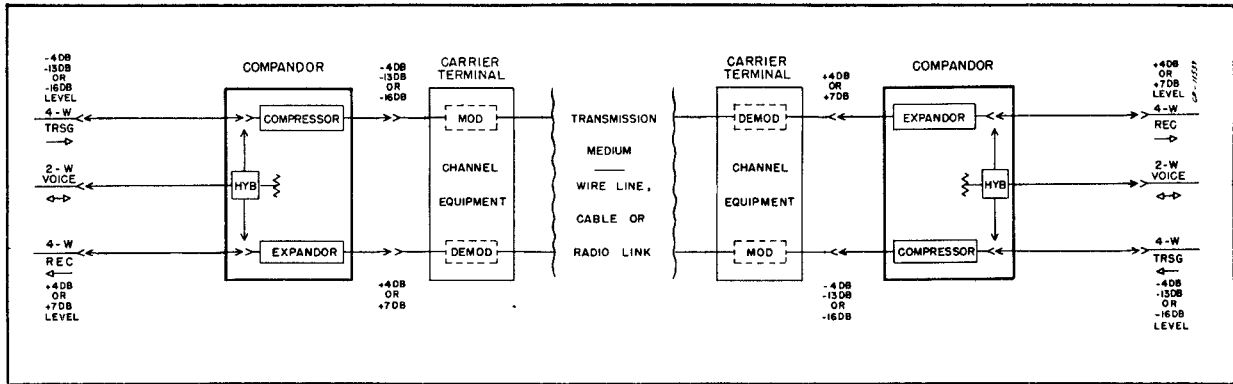 -4DB
-13DB
OR
-16DB
LEVEL
4-W
TRSG
2-W
VOICE
4-W
REC
+4DB
OR
+7DB
LEVEL
COMPANDOR
COMPRESSOR
HYB
EXPANDOR
-4DB
-13DB
OR
-16DB
+4DB
OR
+7DB
CARRIER
TERMINAL
MOD
CHANNEL
EQUIPMENT
DEMOD
TRANSMISSION
MEDIUM
WIRE LINE,
CABLE OR
RADIO LINK
CARRIER
TERMINAL
DEMOD
CHANNEL
EQUIPMENT
MOD
+4DB
OR
+7DB
-4DB
-13DB
OR
-16DB
COMPANDOR
EXPANDOR
HYB
COMPRESSOR
+4DB
OR
+7DB
LEVEL
4-W
REC
2-W
VOICE
4-W
TRSG
-4DB
-13DB
OR
-16DB
LEVEL